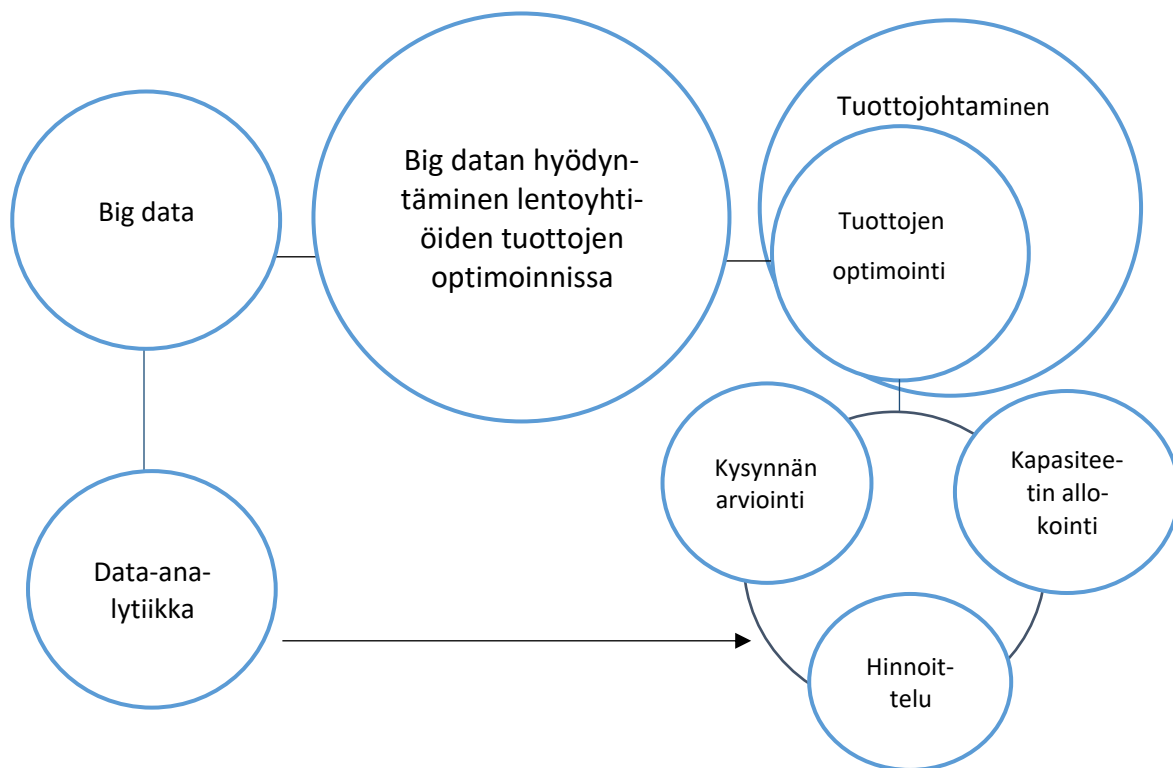 Big data
Big datan hyödyn-
täminen lentoyhti-
öiden tuottojen
optimoinnissa
Tuottojohtaminen
Tuottojen
optimointi
Kysynnän
arviointi
Kapasitee-
tin allo-
kointi
Data-ana-
lytiikka
Hinnoit-
telu